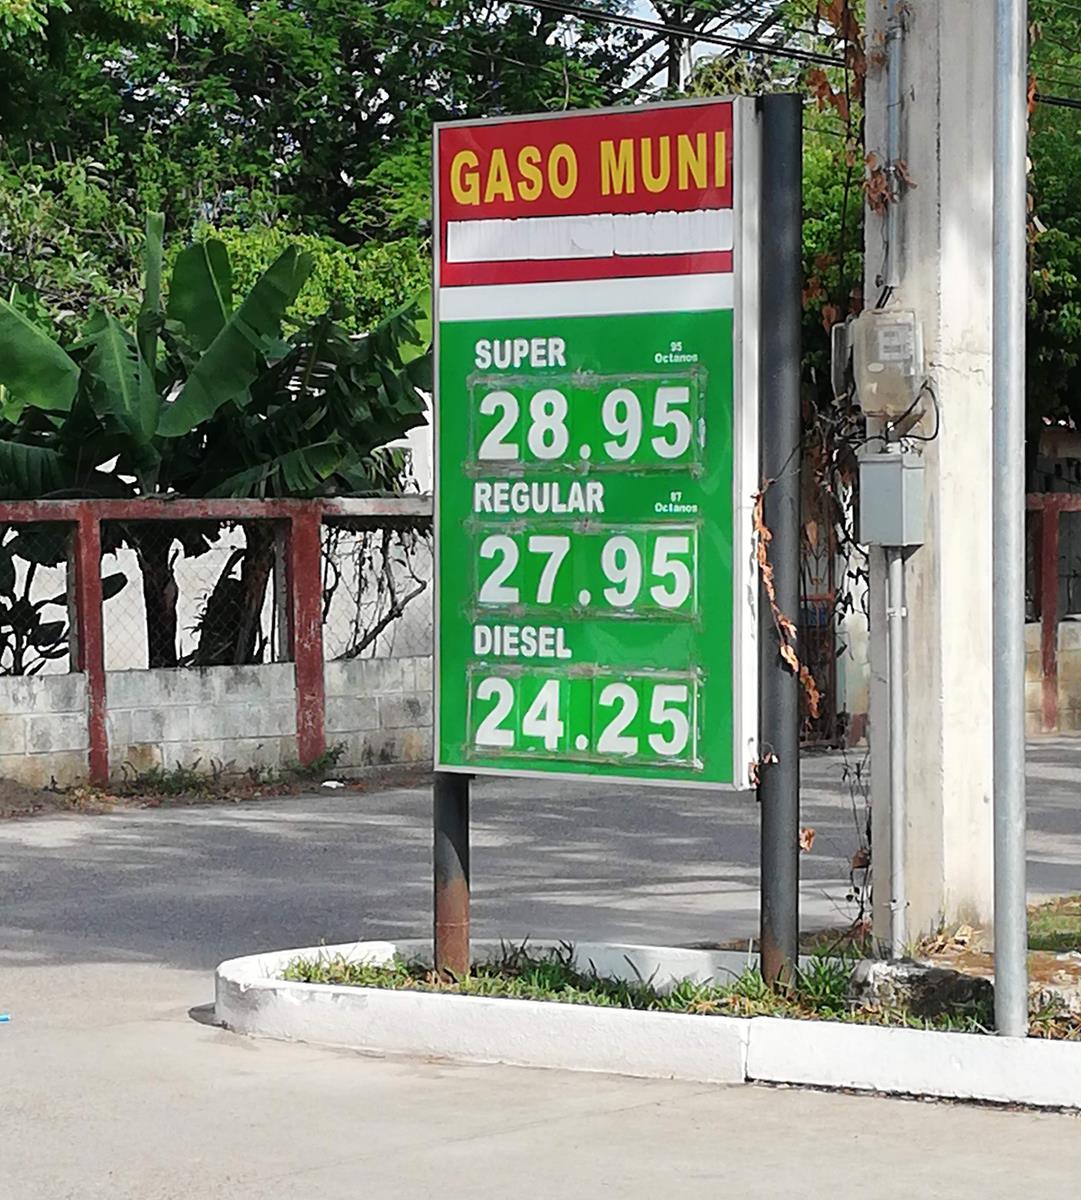 GASO MUNI
SUPER
95
Octanos
28.95
REGULAR
87
Octanos
27.95
DIESEL
24.25